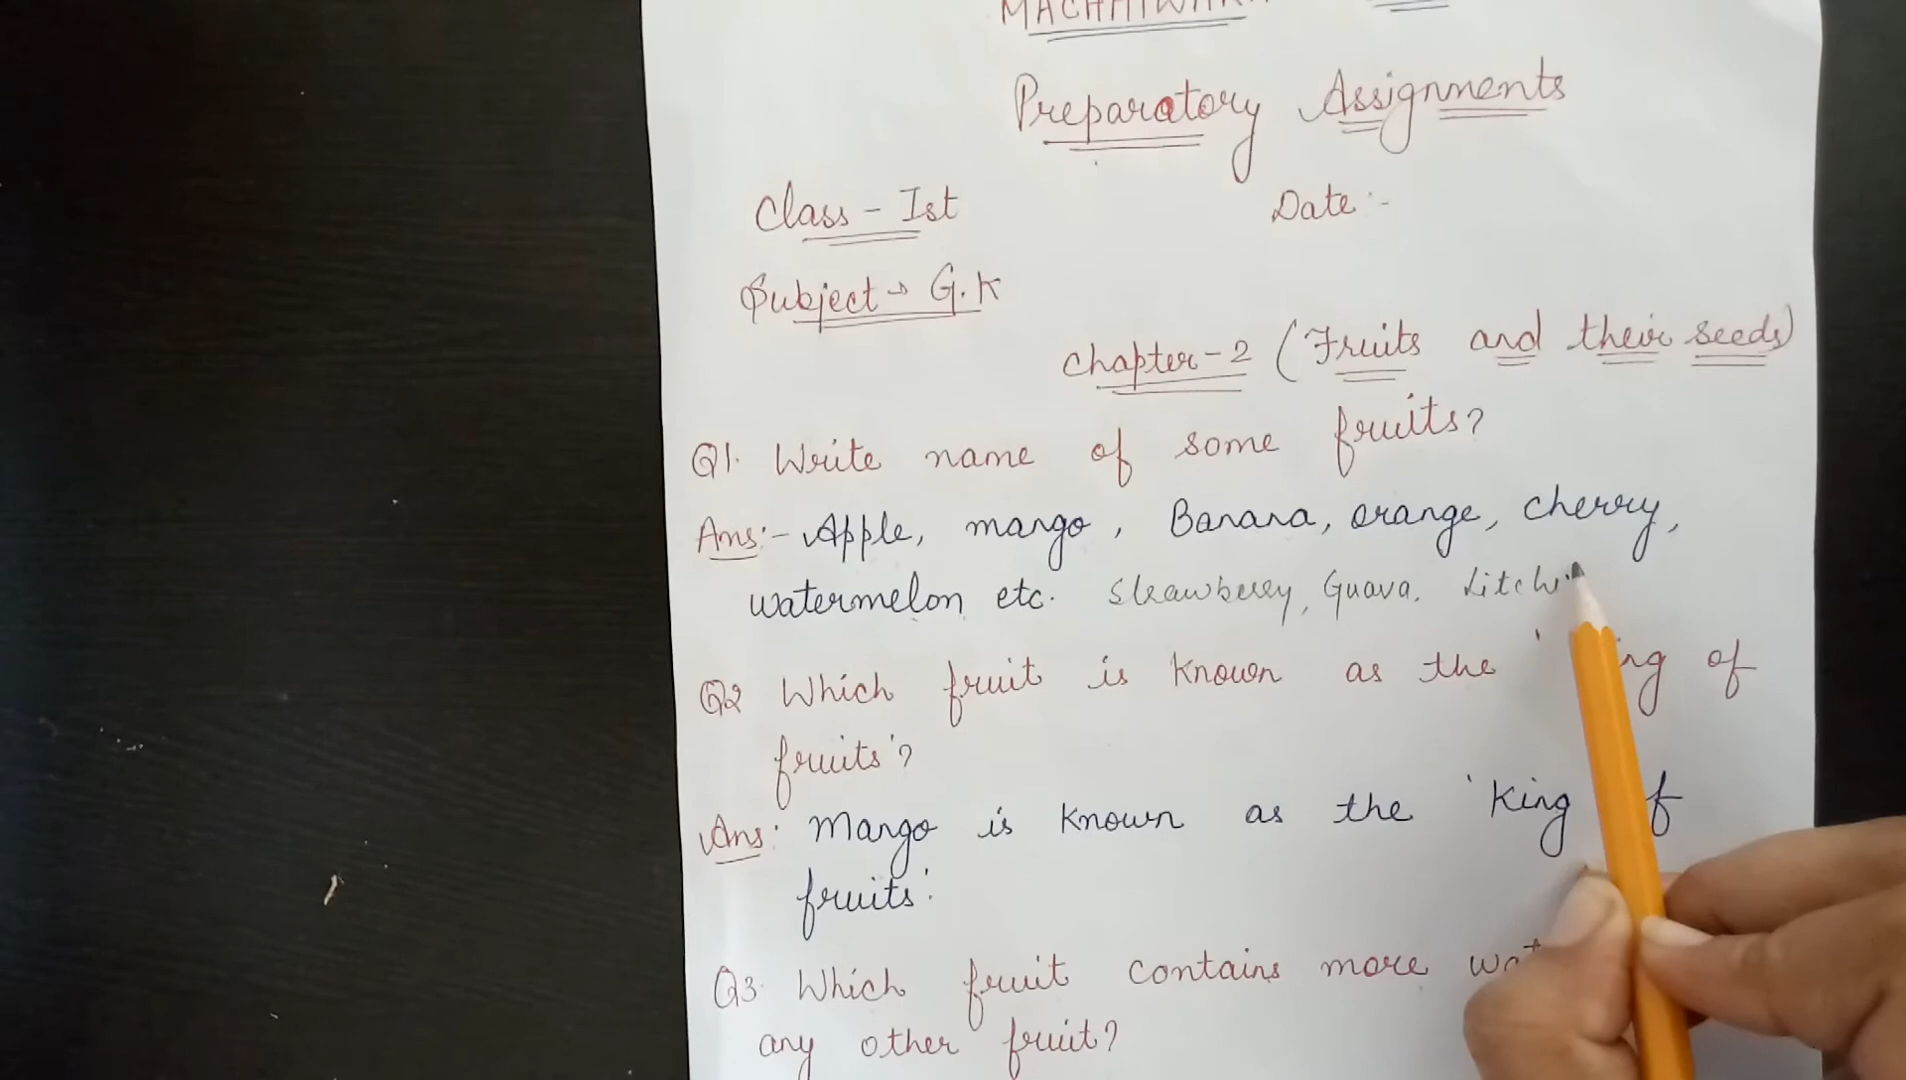 Preparatory Assignments
Class - Ist Date :-
Subject → G.K
Chapter-2 (Fruits and their seeds)
Q1. Write name of some fruits?
Ans:- Apple, mango, Banana, orange, cherry,
watermelon etc. Strawberry, Guava, Litchi
Q2 Which fruit is known as the of
fruits'?
Ans: Mango is known as the 'King of
fruits'.
Q3. Which fruit contains more
any other fruit?